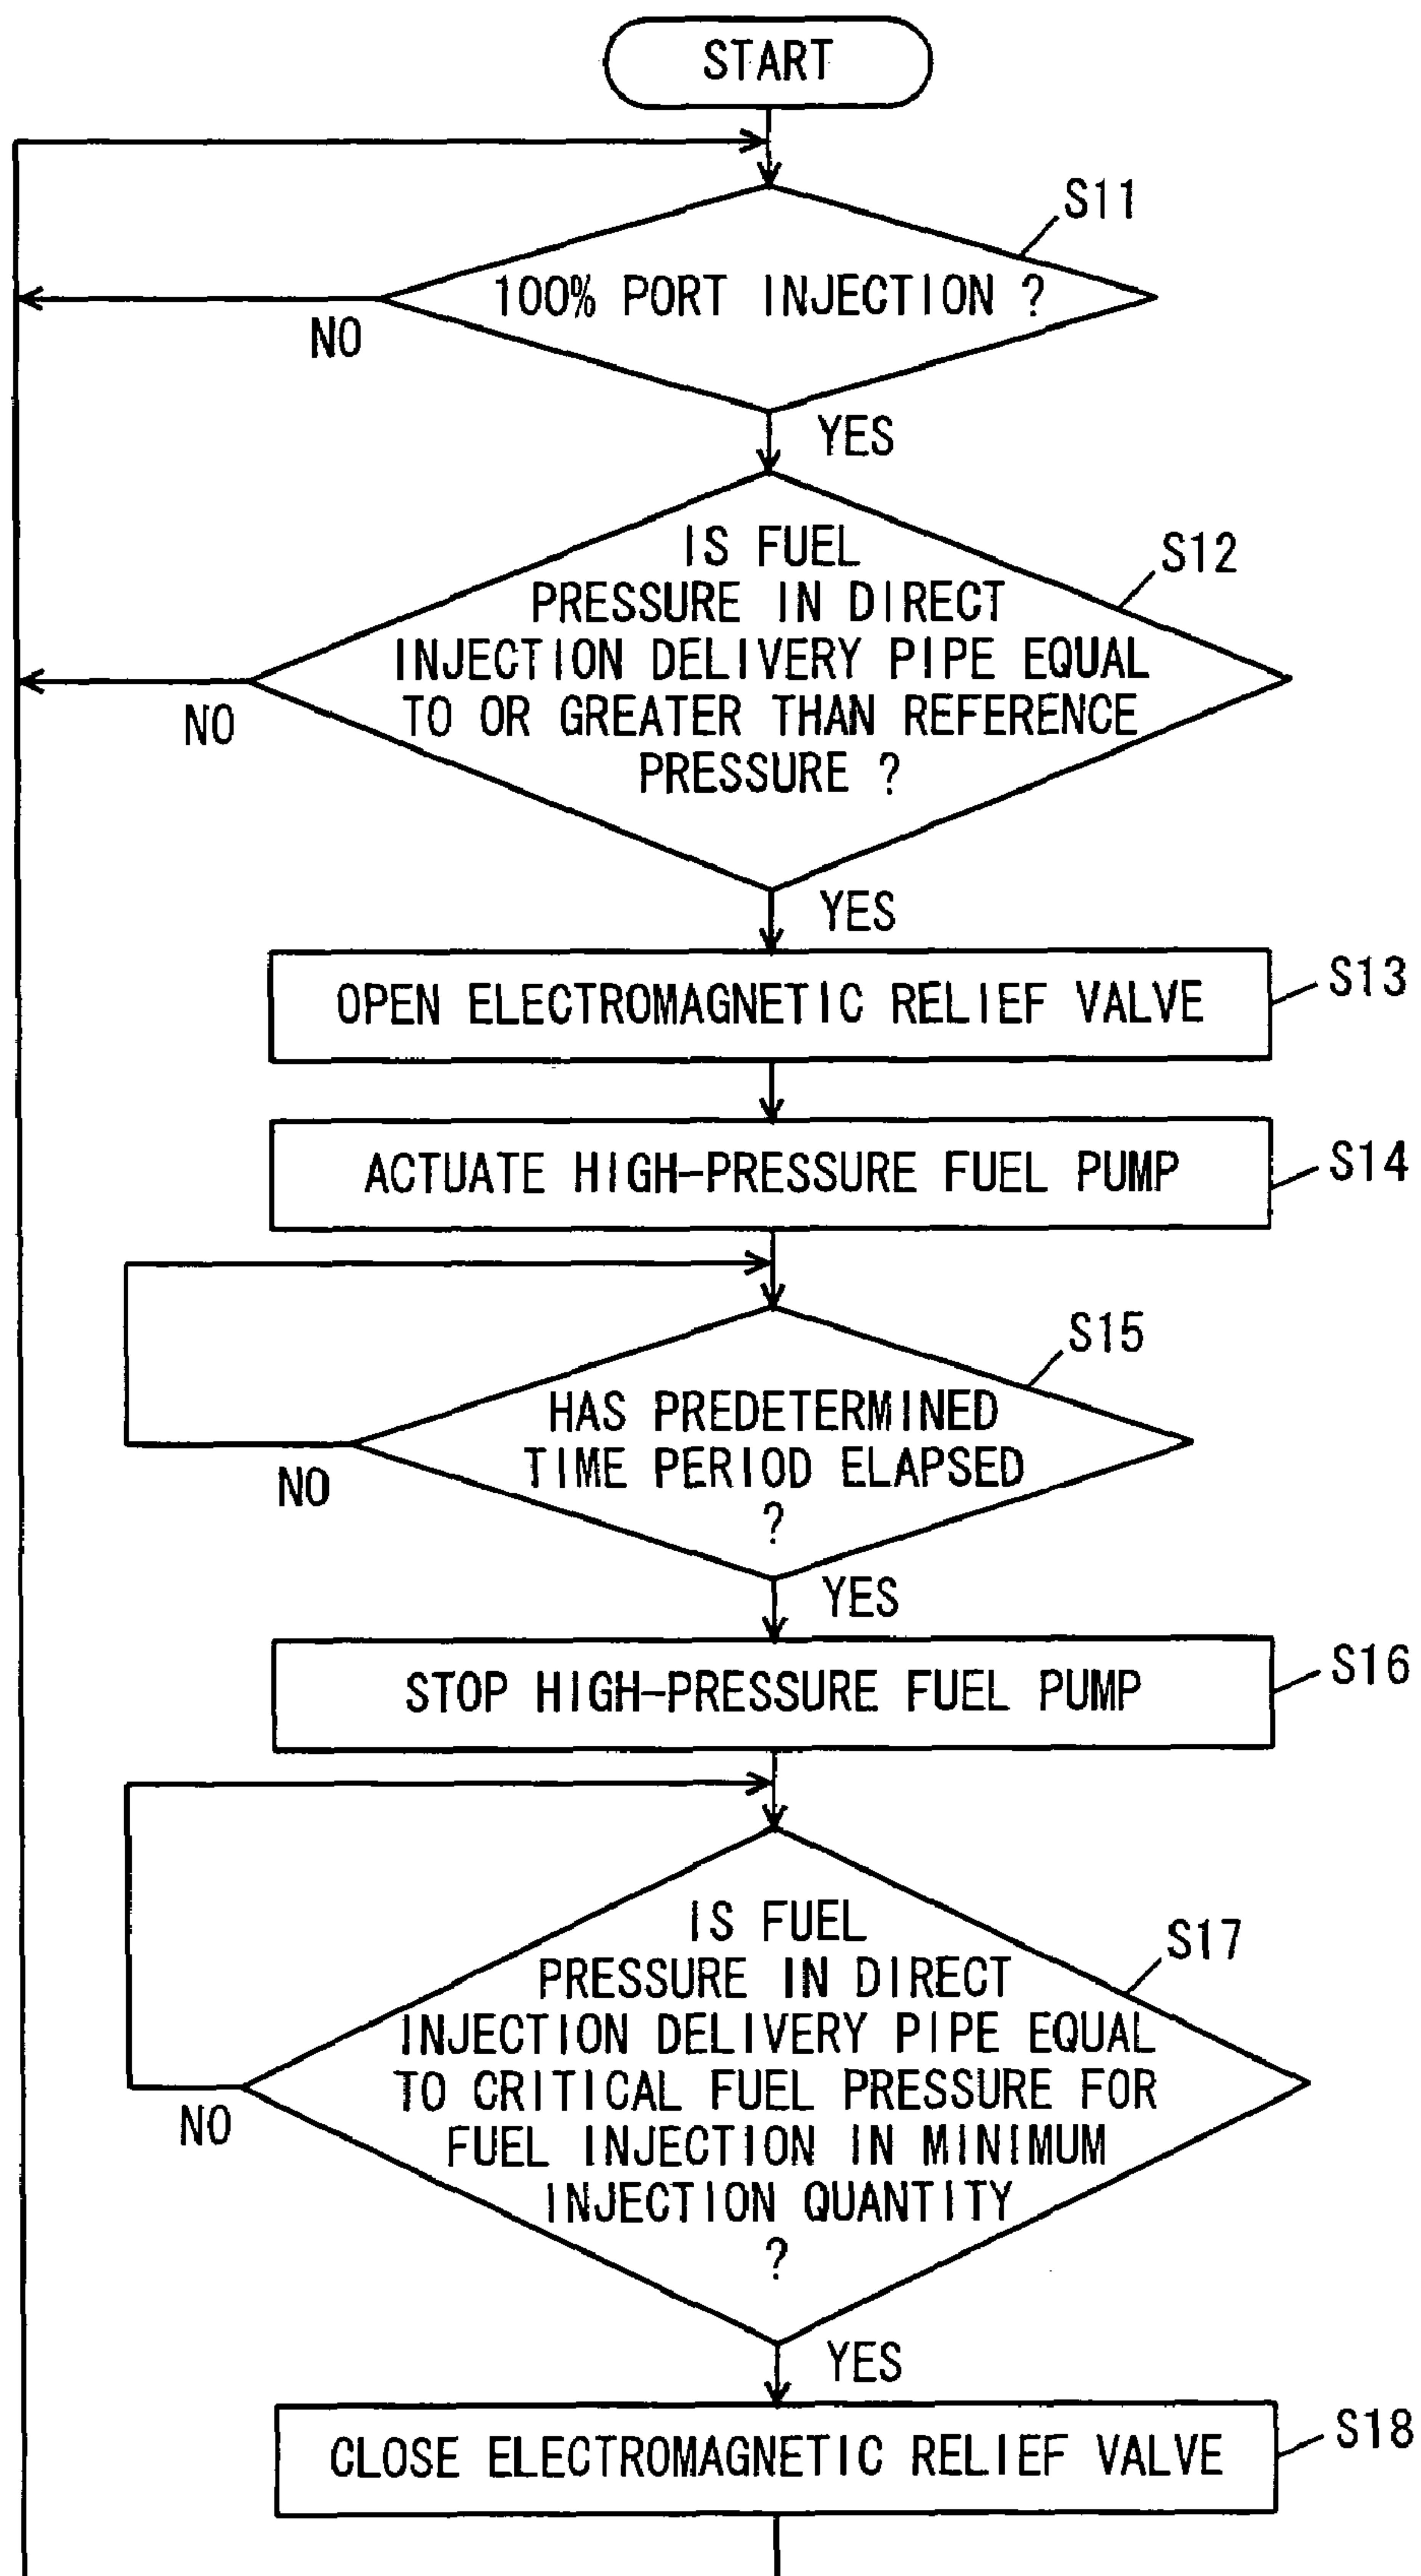 START
S11
100% PORT INJECTION ?
NO
YES
IS FUEL
S12
PRESSURE IN DIRECT
INJECTION DELIVERY PIPE EQUAL
TO OR GREATER THAN REFERENCE
PRESSURE ?
NO
YES
OPEN ELECTROMAGNETIC RELIEF VALVE
S13
ACTUATE HIGH-PRESSURE FUEL PUMP
S14
S15
HAS PREDETERMINED
TIME PERIOD ELAPSED
?
NO
YES
STOP HIGH-PRESSURE FUEL PUMP
S16
IS FUEL
S17
PRESSURE IN DIRECT
INJECTION DELIVERY PIPE EQUAL
TO CRITICAL FUEL PRESSURE FOR
FUEL INJECTION IN MINIMUM
INJECTION QUANTITY
?
NO
YES
CLOSE ELECTROMAGNETIC RELIEF VALVE
S18